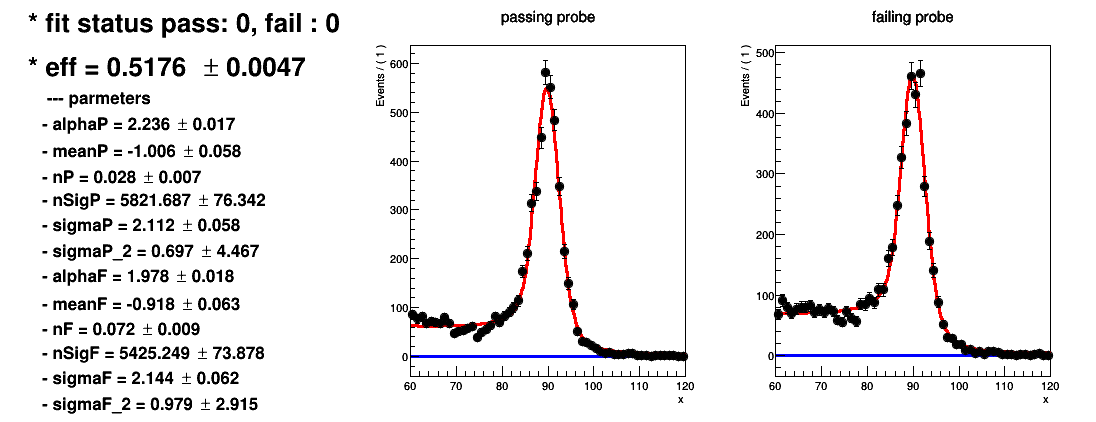 * fit status pass: 0, fail : 0
* eff = 0.5176 ± 0.0047
--- parmeters
- alphaP = 2.236 ± 0.017
- meanP = -1.006 ± 0.058
- nP = 0.028 ± 0.007
- nSigP = 5821.687 ± 76.342
- sigmaP = 2.112 ± 0.058
- sigmaP_2 = 0.697 ± 4.467
- alphaF = 1.978 ± 0.018
- meanF = -0.918 ± 0.063
- nF = 0.072 ± 0.009
- nSigF = 5425.249 ± 73.878
- sigmaF = 2.144 ± 0.062
- sigmaF_2 = 0.979 ± 2.915
passing probe
Events / ( 1 )
600
500
400
300
200
100
0
60 70 80 90 100 110 120
x
failing probe
Events / ( 1 )
500
400
300
200
100
0
60 70 80 90 100 110 120
x